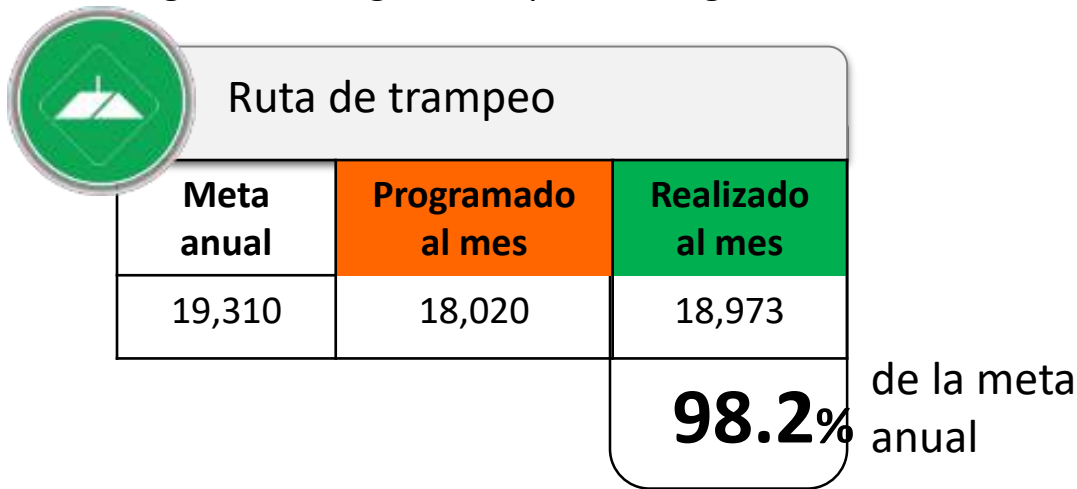 Ruta de trampeo
Meta anual
Programado al mes
Realizado al mes
19,310
18,020
18,973
98.2%
de la meta
anual